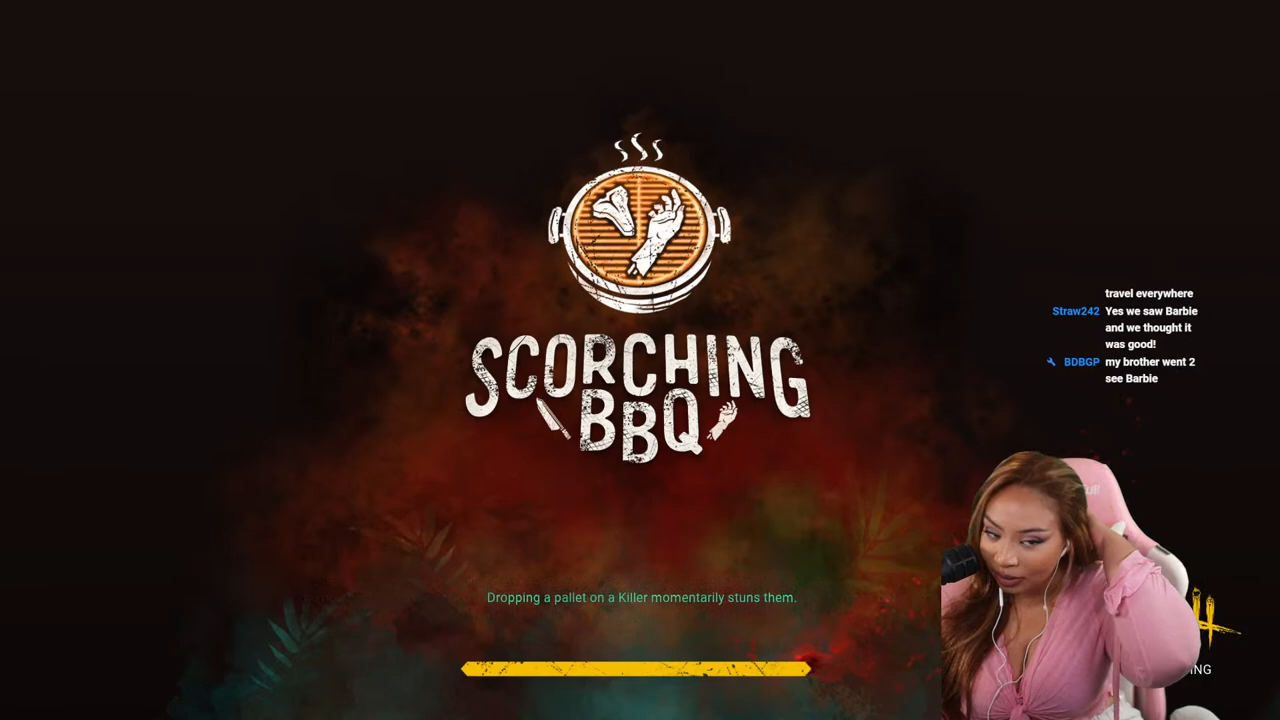 SCORCHING
BBQ
travel everywhere
Straw242 Yes we saw Barbie
and we thought it
was good!
BDBGP my brother went 2
see Barbie
Dropping a pallet on a Killer momentarily stuns them.